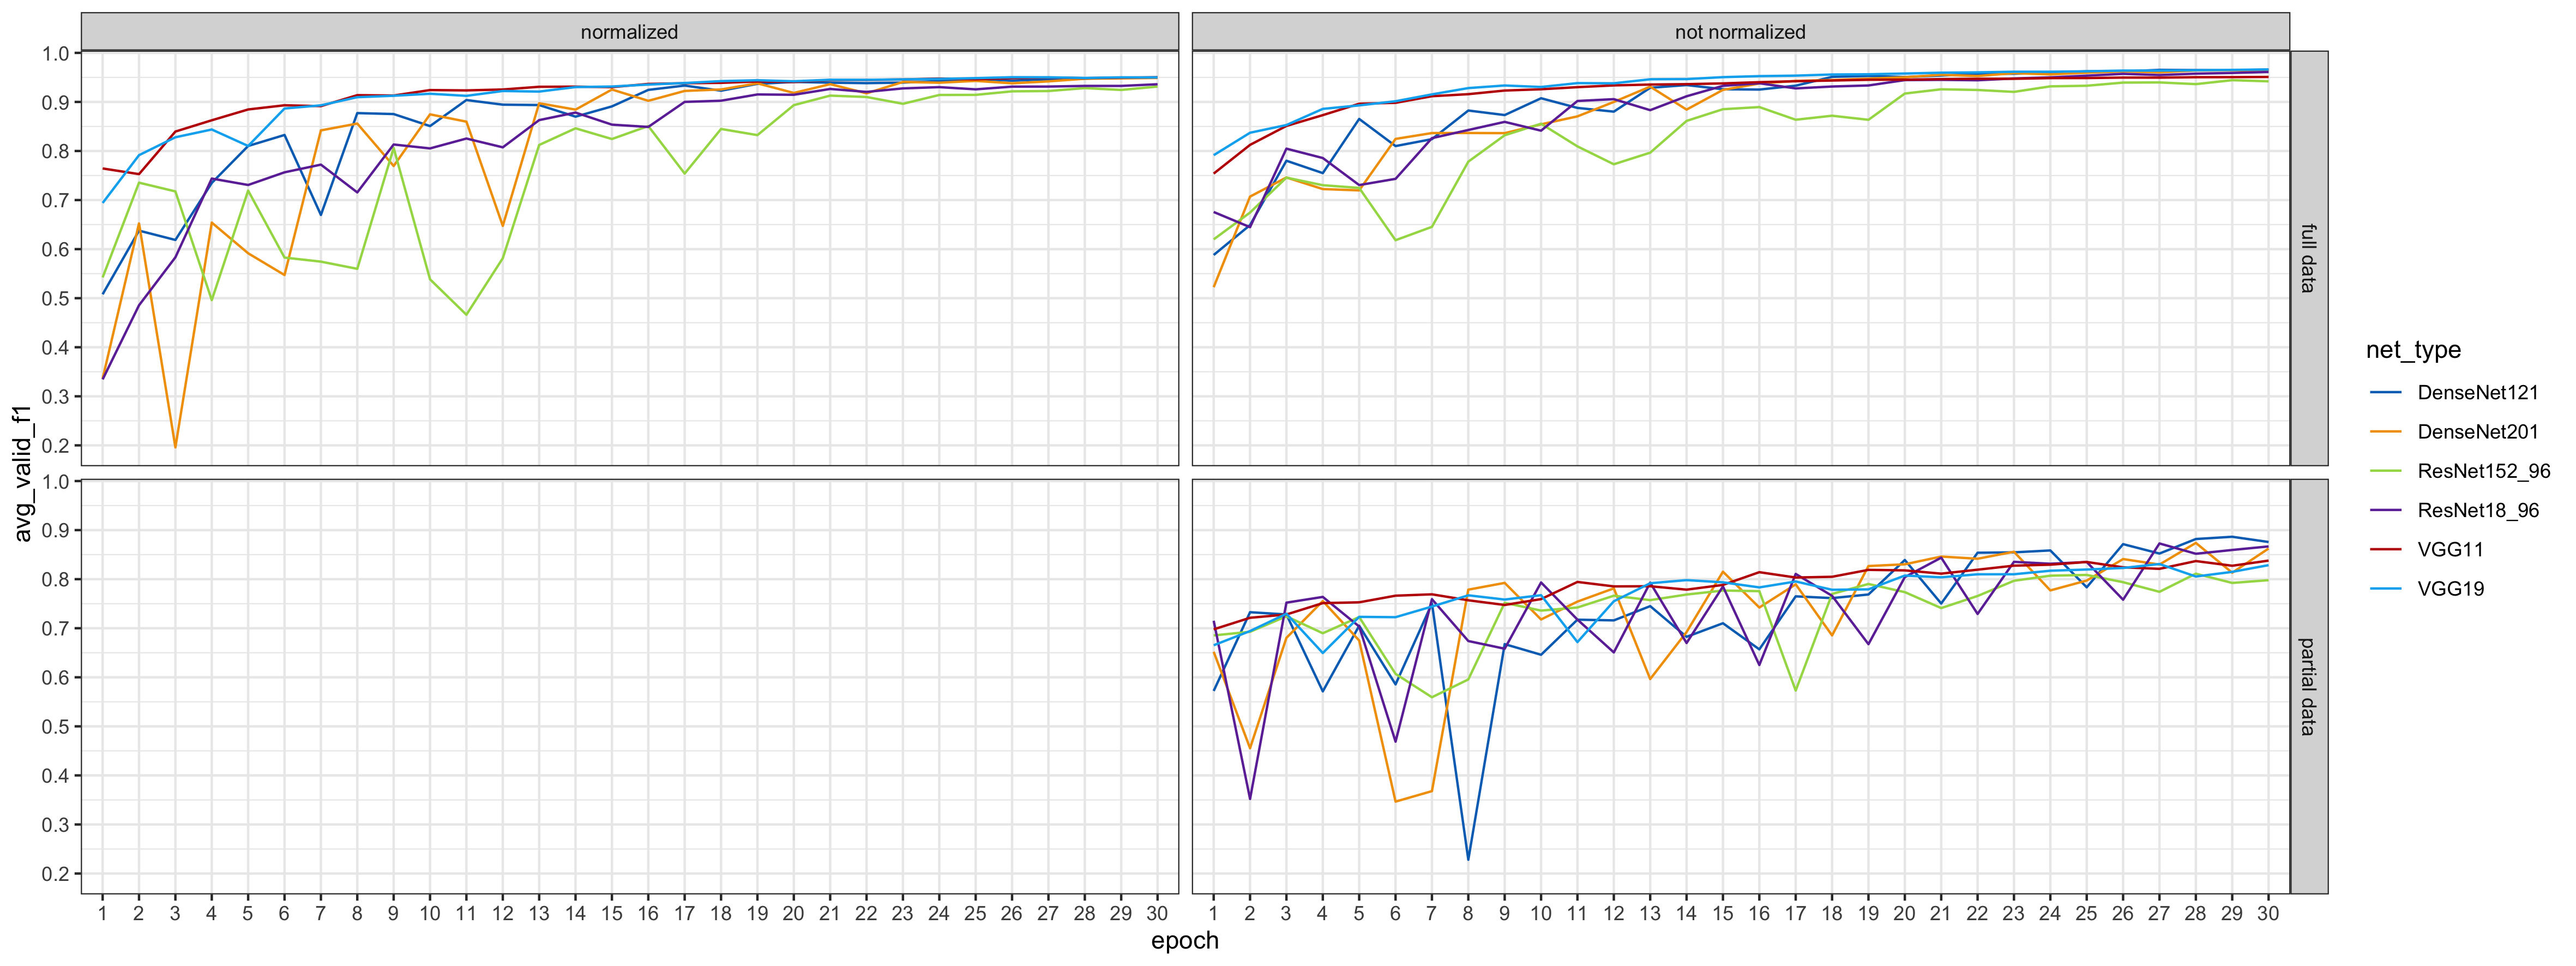 normalized
not normalized
1.0
0.9
0.8
0.7
0.6
0.5
0.4
0.3
0.2
full data
1.0
0.9
0.8
0.7
0.6
0.5
0.4
0.3
0.2
partial data
avg_valid_f1
1 2 3 4 5 6 7 8 9 10 11 12 13 14 15 16 17 18 19 20 21 22 23 24 25 26 27 28 29 30
1 2 3 4 5 6 7 8 9 10 11 12 13 14 15 16 17 18 19 20 21 22 23 24 25 26 27 28 29 30
epoch
net_type
DenseNet121
DenseNet201
ResNet152_96
ResNet18_96
VGG11
VGG19